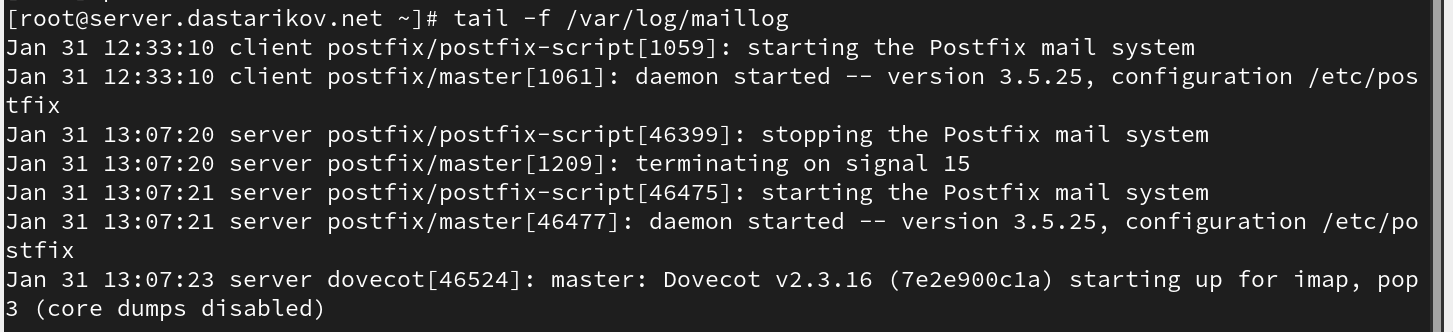 [root@server.dastarikov.net ~]# tail -f /var/log/maillog
Jan 31 12:33:10 client postfix/postfix-script[1059]: starting the Postfix mail system
Jan 31 12:33:10 client postfix/master[1061]: daemon started -- version 3.5.25, configuration /etc/pos
tfix
Jan 31 13:07:20 server postfix/postfix-script[46399]: stopping the Postfix mail system
Jan 31 13:07:20 server postfix/master[1209]: terminating on signal 15
Jan 31 13:07:21 server postfix/postfix-script[46475]: starting the Postfix mail system
Jan 31 13:07:21 server postfix/master[46477]: daemon started -- version 3.5.25, configuration /etc/po
stfix
Jan 31 13:07:23 server dovecot[46524]: master: Dovecot v2.3.16 (7e2e900c1a) starting up for imap, pop
3 (core dumps disabled)